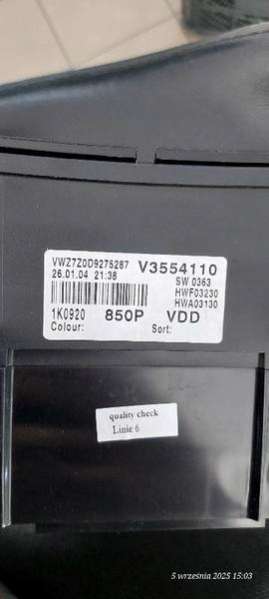 VWZ7Z0D9275287 V3554110
26.01.04 21:38 SW 0363
HWF03230
HWA03130
1K0920 850P VDD
Colour: Sort:
quality check
Linie 6
5 września 2025 15:03